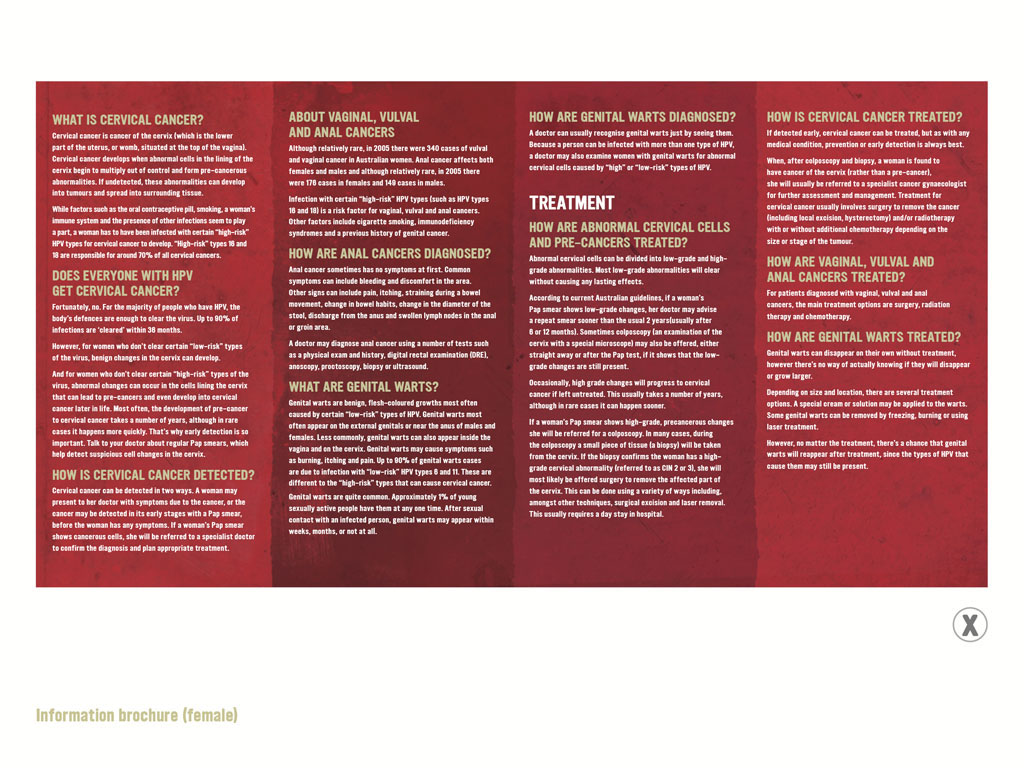 WHAT IS CERVICAL CANCER?
Cervical cancer is cancer of the cervix (which is the lower
part of the uterus, or womb, situated at the top of the vagina).
Cervical cancer develops when abnormal cells in the lining of the
cervix begin to multiply out of control and form pre-cancerous
abnormalities. If undetected, these abnormalities can develop
into tumours and spread into surrounding tissue.
While factors such as the oral contraceptive pill, smoking, a woman's
immune system and the presence of other infections seem to play
a part, a woman has to have been infected with certain "high-risk"
HPV types for cervical cancer to develop. "High-risk" types 16 and
18 are responsible for around 70% of all cervical cancers.
DOES EVERYONE WITH HPV
GET CERVICAL CANCER?
Fortunately, no. For the majority of people who have HPV, the
body's defences are enough to clear the virus. Up to 90% of
infections are 'cleared' within 36 months.
However, for women who don't clear certain "low-risk" types
of the virus, benign changes in the cervix can develop.
And for women who don't clear certain "high-risk" types of the
virus, abnormal changes can occur in the cells lining the cervix
that can lead to pre-cancers and even develop into cervical
cancer later in life. Most often, the development of pre-cancer
to cervical cancer takes a number of years, although in rare
cases it happens more quickly. That's why early detection is so
important. Talk to your doctor about regular Pap smears, which
help detect suspicious cell changes in the cervix.
HOW IS CERVICAL CANCER DETECTED?
Cervical cancer can be detected in two ways. A woman may
present to her doctor with symptoms due to the cancer, or the
cancer may be detected in its early stages with a Pap smear,
before the woman has any symptoms. If a woman's Pap smear
shows cancerous cells, she will be referred to a specialist doctor
to confirm the diagnosis and plan appropriate treatment.
ABOUT VAGINAL, VULVAL
AND ANAL CANCERS
Although relatively rare, in 2005 there were 340 cases of vulval
and vaginal cancer in Australian women. Anal cancer affects both
females and males and although relatively rare, in 2005 there
were 176 cases in females and 149 cases in males.
Infection with certain "high-risk" HPV types (such as HPV types
16 and 18) is a risk factor for vaginal, vulval and anal cancers.
Other factors include cigarette smoking, immunodeficiency
syndromes and a previous history of genital cancer.
HOW ARE ANAL CANCERS DIAGNOSED?
Anal cancer sometimes has no symptoms at first. Common
symptoms can include bleeding and discomfort in the area.
Other signs can include pain, itching, straining during a bowel
movement, change in bowel habits, change in the diameter of the
stool, discharge from the anus and swollen lymph nodes in the anal
or groin area.
A doctor may diagnose anal cancer using a number of tests such
as a physical exam and history, digital rectal examination (DRE),
anoscopy, proctoscopy, biopsy or ultrasound.
WHAT ARE GENITAL WARTS?
Genital warts are benign, flesh-coloured growths most often
caused by certain "low-risk" types of HPV. Genital warts most
often appear on the external genitals or near the anus of males and
females. Less commonly, genital warts can also appear inside the
vagina and on the cervix. Genital warts may cause symptoms such
as burning, itching and pain. Up to 90% of genital warts cases
are due to infection with "low-risk" HPV types 6 and 11. These are
different to the "high-risk" types that can cause cervical cancer.
Genital warts are quite common. Approximately 1% of young
sexually active people have them at any one time. After sexual
contact with an infected person, genital warts may appear within
weeks, months, or not at all.
HOW ARE GENITAL WARTS DIAGNOSED?
A doctor can usually recognise genital warts just by seeing them.
Because a person can be infected with more than one type of HPV,
a doctor may also examine women with genital warts for abnormal
cervical cells caused by "high" or "low-risk" types of HPV.
TREATMENT
HOW ARE ABNORMAL CERVICAL CELLS
AND PRE-CANCERS TREATED?
Abnormal cervical cells can be divided into low-grade and high-
grade abnormalities. Most low-grade abnormalities will clear
without causing any lasting effects.
According to current Australian guidelines, if a woman's
Pap smear shows low-grade changes, her doctor may advise
a repeat smear sooner than the usual 2 years(usually after
6 or 12 months). Sometimes colposcopy (an examination of the
cervix with a special microscope) may also be offered, either
straight away or after the Pap test, if it shows that the low-
grade changes are still present.
Occasionally, high grade changes will progress to cervical
cancer if left untreated. This usually takes a number of years,
although in rare cases it can happen sooner.
If a woman's Pap smear shows high-grade, precancerous changes
she will be referred for a colposcopy. In many cases, during
the colposcopy a small piece of tissue (a biopsy) will be taken
from the cervix. If the biopsy confirms the woman has a high-
grade cervical abnormality (referred to as CIN 2 or 3), she will
most likely be offered surgery to remove the affected part of
the cervix. This can be done using a variety of ways including,
amongst other techniques, surgical excision and laser removal.
This usually requires a day stay in hospital.
HOW IS CERVICAL CANCER TREATED?
If detected early, cervical cancer can be treated, but as with any
medical condition, prevention or early detection is always best.
When, after colposcopy and biopsy, a woman is found to
have cancer of the cervix (rather than a pre-cancer),
she will usually be referred to a specialist cancer gynaecologist
for further assessment and management. Treatment for
cervical cancer usually involves surgery to remove the cancer
(including local excision, hysterectomy) and/or radiotherapy
with or without additional chemotherapy depending on the
size or stage of the tumour.
HOW ARE VAGINAL, VULVAL AND
ANAL CANCERS TREATED?
For patients diagnosed with vaginal, vulval and anal
cancers, the main treatment options are surgery, radiation
therapy and chemotherapy.
HOW ARE GENITAL WARTS TREATED?
Genital warts can disappear on their own without treatment,
however there's no way of actually knowing if they will disappear
or grow larger.
Depending on size and location, there are several treatment
options. A special cream or solution may be applied to the warts.
Some genital warts can be removed by freezing, burning or using
laser treatment.
However, no matter the treatment, there's a chance that genital
warts will reappear after treatment, since the types of HPV that
cause them may still be present.
X
Information brochure (female)